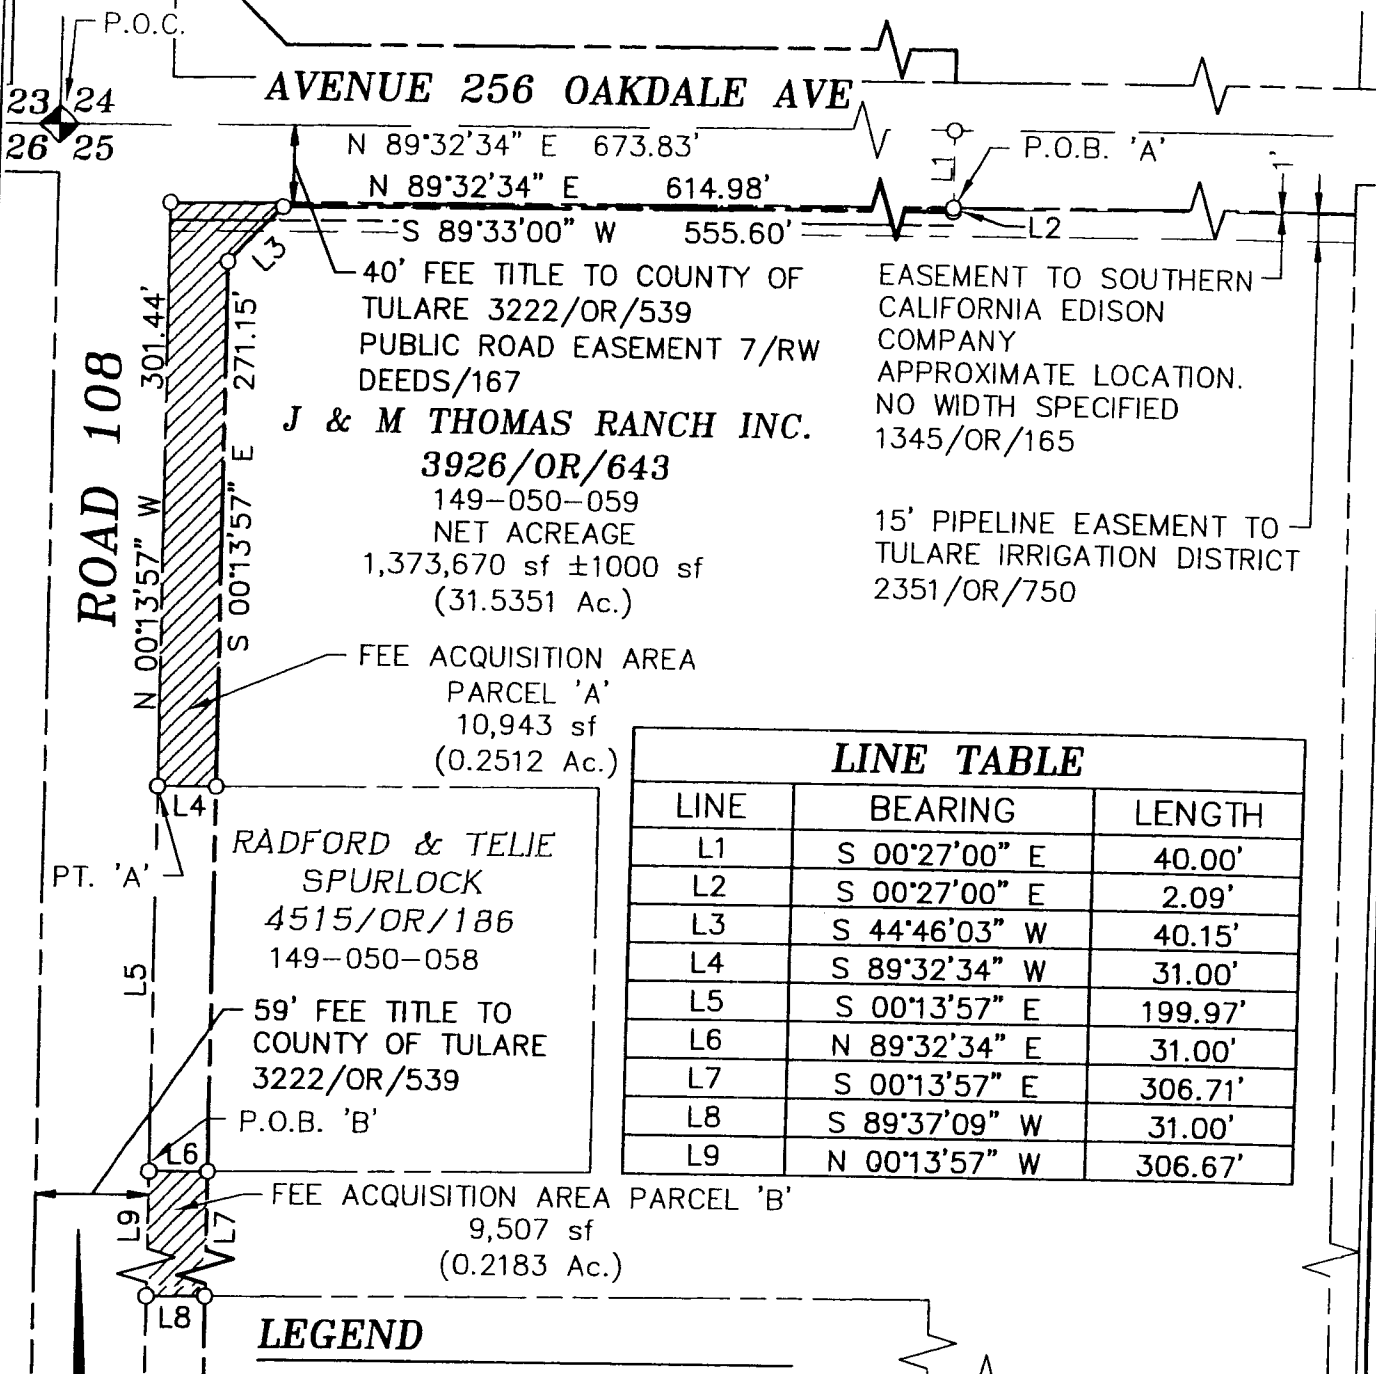 P.O.C.
23 24
26 25
AVENUE 256 OAKDALE AVE
N 89°32'34" E 673.83'
N 89°32'34" E 614.98'
S 89°33'00" W 555.60'
L1
P.O.B. 'A'
1'
L2
L3
40' FEE TITLE TO COUNTY OF
TULARE 3222/OR/539
PUBLIC ROAD EASEMENT 7/RW
DEEDS/167
EASEMENT TO SOUTHERN
CALIFORNIA EDISON
COMPANY
APPROXIMATE LOCATION.
NO WIDTH SPECIFIED
1345/OR/165
ROAD 108
N 00°13'57" W 301.44'
S 00°13'57" E 271.15'
J & M THOMAS RANCH INC.
3926/OR/643
149-050-059
NET ACREAGE
1,373,670 sf ±1000 sf
(31.5351 Ac.)
15' PIPELINE EASEMENT TO
TULARE IRRIGATION DISTRICT
2351/OR/750
FEE ACQUISITION AREA
PARCEL 'A'
10,943 sf
(0.2512 Ac.)
L4
PT. 'A'
RADFORD & TELIE
SPURLOCK
4515/OR/186
149-050-058
L5
59' FEE TITLE TO
COUNTY OF TULARE
3222/OR/539
P.O.B. 'B'
L6
FEE ACQUISITION AREA PARCEL 'B'
9,507 sf
(0.2183 Ac.)
L9
L7
L8
LINE TABLE
LINE BEARING LENGTH
L1 S 00°27'00" E 40.00'
L2 S 00°27'00" E 2.09'
L3 S 44°46'03" W 40.15'
L4 S 89°32'34" W 31.00'
L5 S 00°13'57" E 199.97'
L6 N 89°32'34" E 31.00'
L7 S 00°13'57" E 306.71'
L8 S 89°37'09" W 31.00'
L9 N 00°13'57" W 306.67'
LEGEND